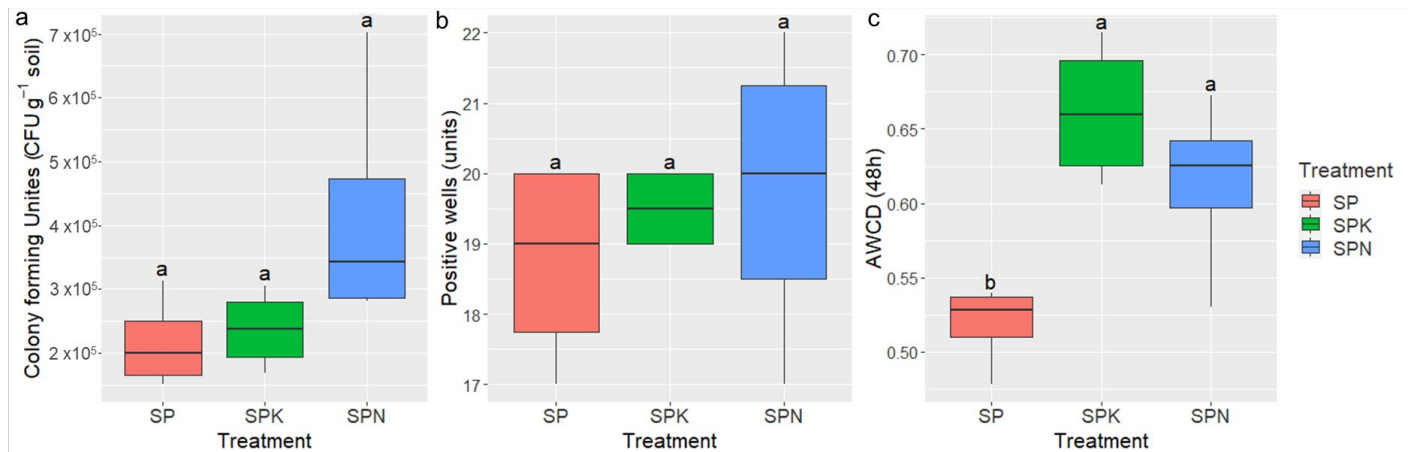 a
Colony forming Unites (CFU g⁻¹ soil)
7 x10⁵
6 x10⁵
5 x10⁵
4 x10⁵
3 x10⁵
2 x10⁵
a
a
a
SP SPK SPN
Treatment
b
Positive wells (units)
22
21
20
19
18
17
a
a
a
SP SPK SPN
Treatment
c
AWCD (48h)
0.70
0.65
0.60
0.55
0.50
b
a
a
SP SPK SPN
Treatment
Treatment
SP
SPK
SPN